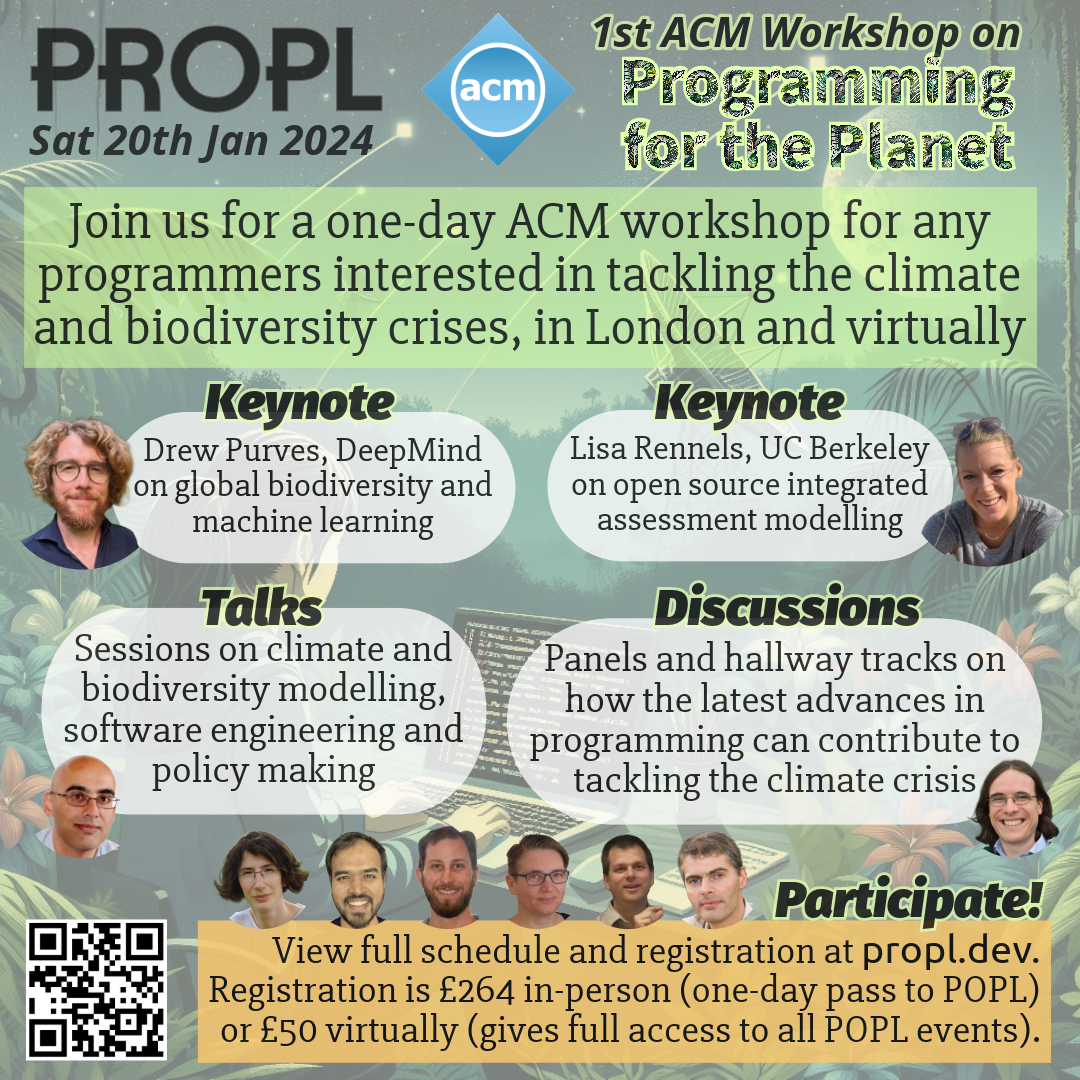 PROPL
Sat 20th Jan 2024
acm
1st ACM Workshop on
Programming
for the Planet
Join us for a one-day ACM workshop for any
programmers interested in tackling the climate
and biodiversity crises, in London and virtually
Keynote
Drew Purves, DeepMind
on global biodiversity and
machine learning
Keynote
Lisa Rennels, UC Berkeley
on open source integrated
assessment modelling
Talks
Sessions on climate and
biodiversity modelling,
software engineering and
policy making
Discussions
Panels and hallway tracks on
how the latest advances in
programming can contribute to
tackling the climate crisis
Participate!
View full schedule and registration at propl.dev.
Registration is £264 in-person (one-day pass to POPL)
or £50 virtually (gives full access to all POPL events).